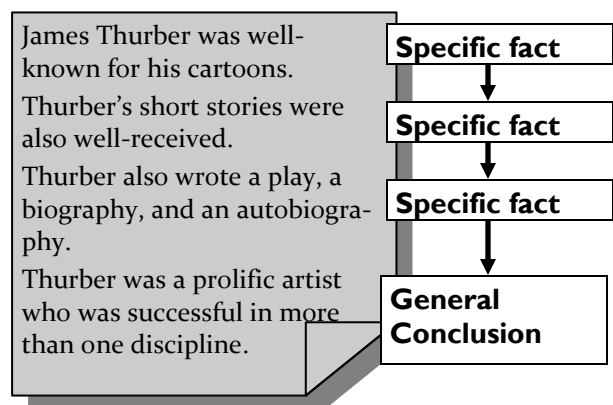 James Thurber was well-
known for his cartoons.
Thurber's short stories were
also well-received.
Thurber also wrote a play, a
biography, and an autobiogra-
phy.
Thurber was a prolific artist
who was successful in more
than one discipline.
Specific fact
Specific fact
Specific fact
General
Conclusion